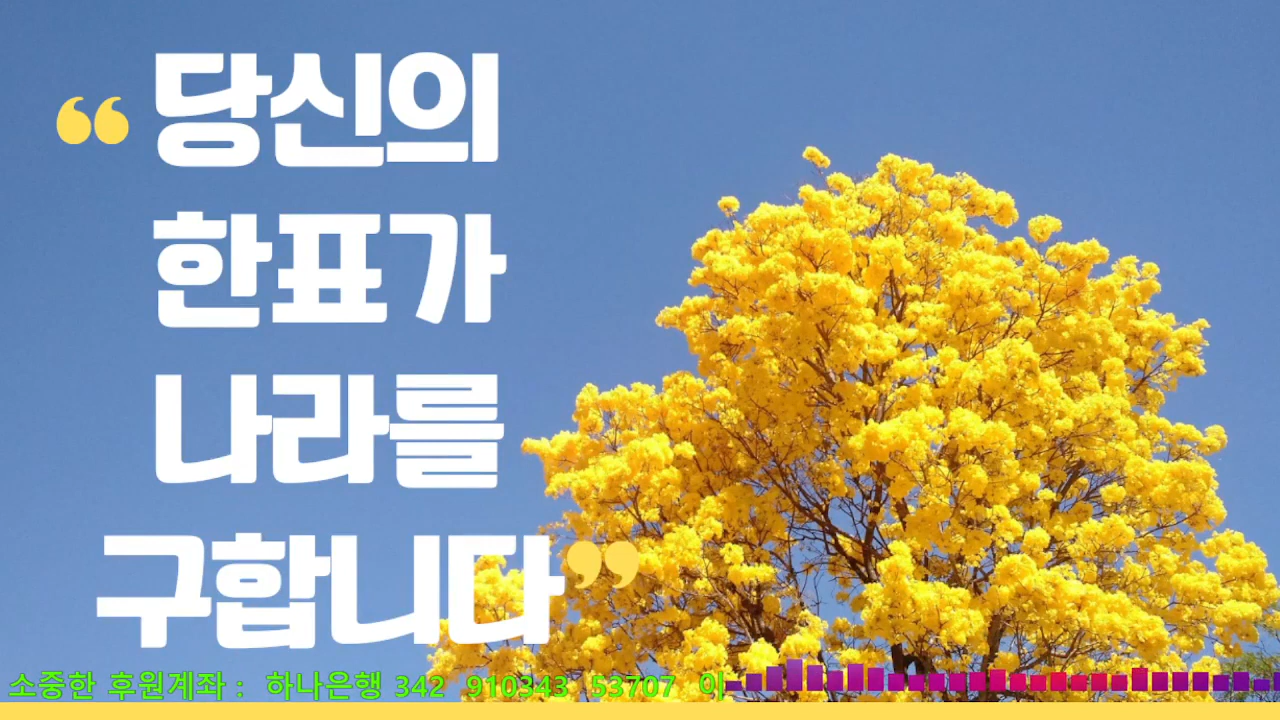 “당신의
한표가
나라를
구합니다”
소중한 후원계좌 : 하나은행 342 910343 53707 이